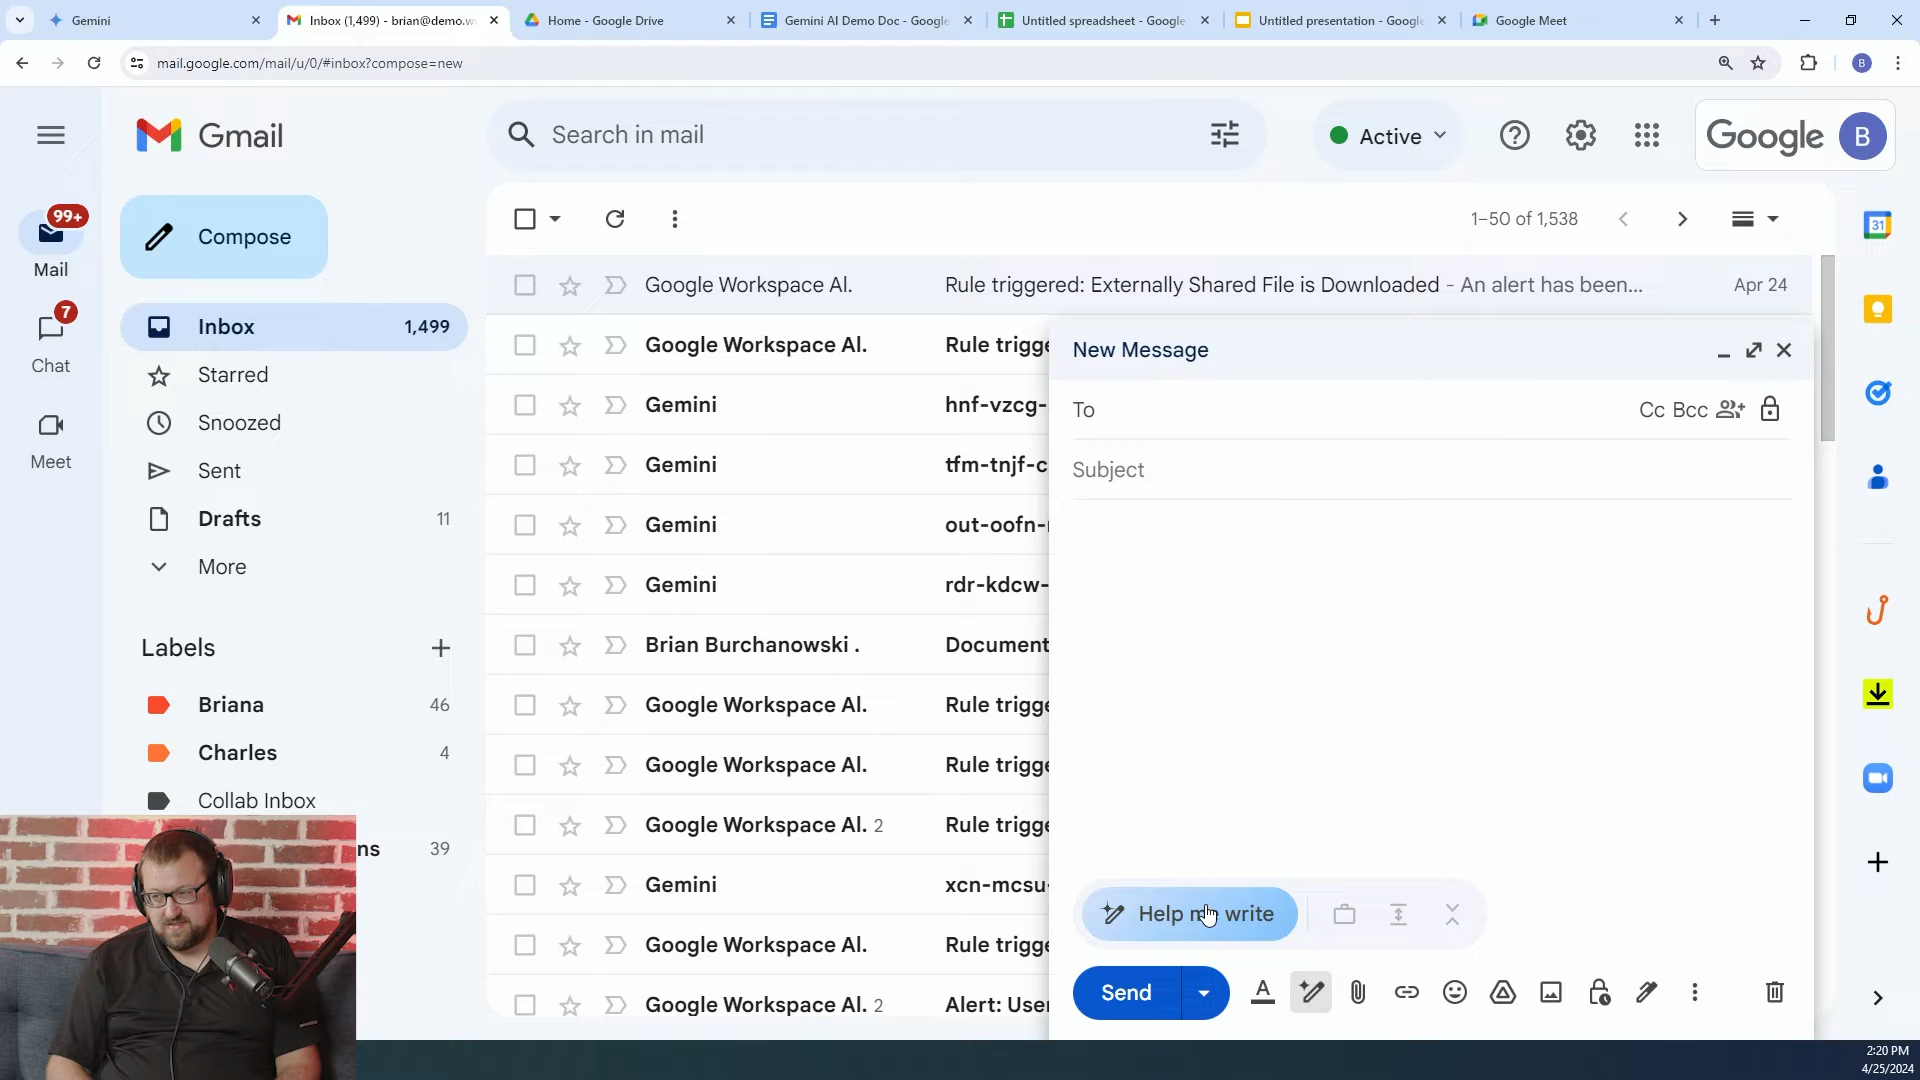 Gemini
Inbox (1,499) - brian@demo.w
Home - Google Drive
Gemini AI Demo Doc - Google
Untitled spreadsheet - Google
Untitled presentation - Google
Google Meet
mail.google.com/mail/u/0/#inbox?compose=new
B
Gmail
Search in mail
Active
Google
B
99+
Mail
Compose
1–50 of 1,538
31
7
Chat
Meet
Inbox 1,499
Starred
Snoozed
Sent
Drafts 11
More
Labels
Briana 46
Charles 4
Collab Inbox
ns 39
Google Workspace Al. Rule triggered: Externally Shared File is Downloaded - An alert has been... Apr 24
Google Workspace Al. Rule trigge
Gemini hnf-vzcg-
Gemini tfm-tnjf-c
Gemini out-oofn-
Gemini rdr-kdcw-
Brian Burchanowski . Document
Google Workspace Al. Rule trigge
Google Workspace Al. Rule trigge
Google Workspace Al. 2 Rule trigge
Gemini xcn-mcsu-
Google Workspace Al. Rule trigge
Google Workspace Al. 2 Alert: User
New Message
To Cc Bcc
Subject
Help me write
Send
2:20 PM
4/25/2024